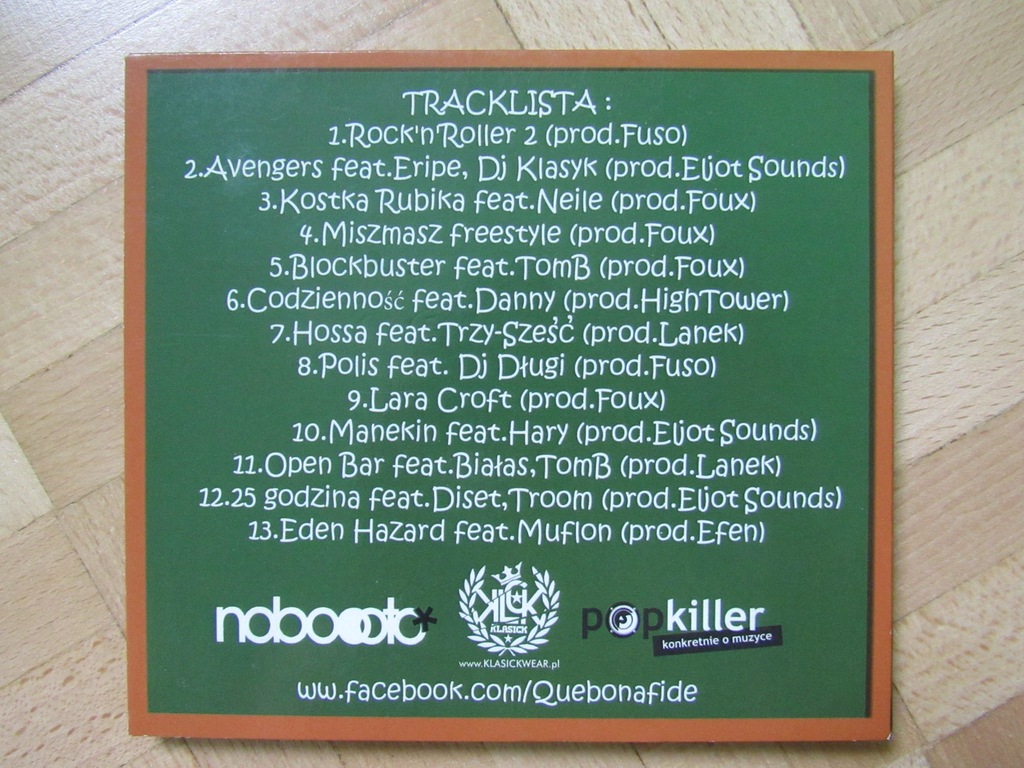 TRACKLISTA :
1.Rock'n'Roller 2 (prod.Fuso)
2.Avengers feat.Eripe, Dj Klasyk (prod.Eljot Sounds)
3.Kostka Rubika feat.Neile (prod.Foux)
4.Miszmasz freestyle (prod.Foux)
5.Blockbuster feat.TomB (prod.Foux)
6.Codzienność feat.Danny (prod.HighTower)
7.Hossa feat.Trzy-Sześć (prod.Lanek)
8.Polis feat. Dj Długi (prod.Fuso)
9.Lara Croft (prod.Foux)
10.Manekin feat.Hary (prod.Eljot Sounds)
11.Open Bar feat.Białas,TomB (prod.Lanek)
12.25 godzina feat.Diset,Troom (prod.Eljot Sounds)
13.Eden Hazard feat.Muflon (prod.Efen)
noboooto*
KLCK
KLASICK
www.KLASICKWEAR.pl
popkiller
konkretnie o muzyce
ww.facebook.com/Quebonafide